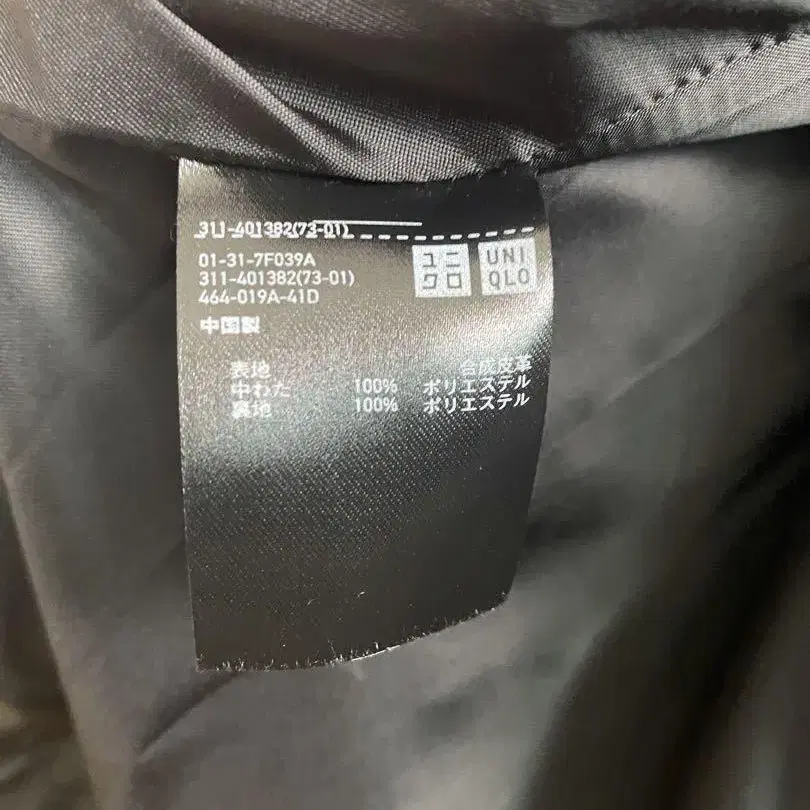 311-401382(73-01)
01-31-7F039A
311-401382(73-01)
464-019A-41D
ユニ
クロ
UNI
QLO
中国製
表地 合成皮革
中わた 100% ポリエステル
裏地 100% ポリエステル